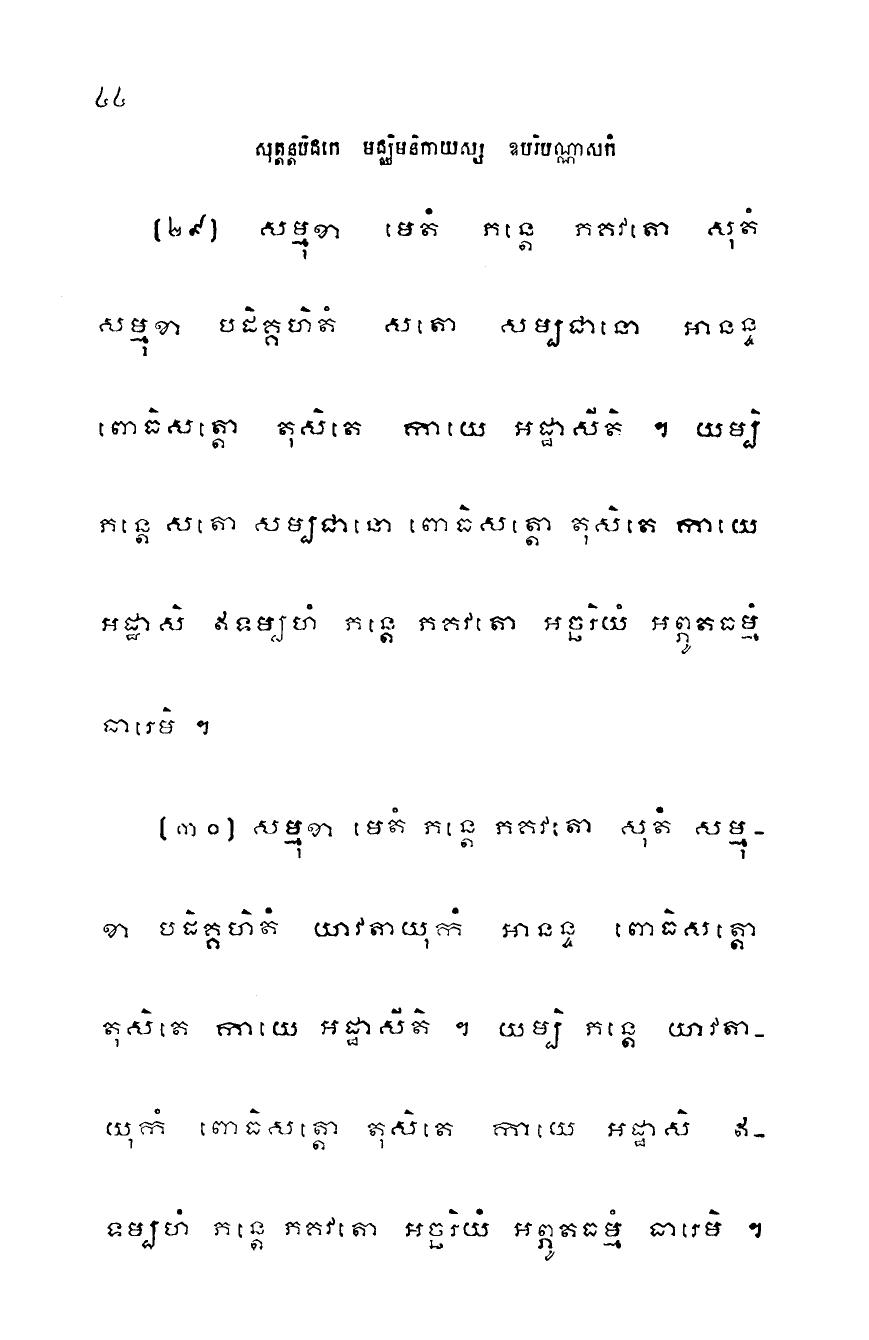 ៤៤
សុត្តន្តបិដកេ មជ្ឈិមនិកាយស្ស ឧបរិបណ្ណាសកំ
(២៩) សម្មុខា មេតំ ភន្តេ ភគវតោ សុតំ
សម្មុខា បដិគ្គហិតំ សតោ សម្បជានោ អានន្ទ
ពោធិសត្តោ តុសិតេ កាយេ អដ្ឋាសីតិ ។ យម្បិ
ភន្តេ សតោ សម្បជានោ ពោធិសត្តោ តុសិតេ កាយេ
អដ្ឋាសិ ឥទម្បហំ ភន្តេ ភគវតោ អច្ឆរិយំ អព្ភូតធម្មំ
ធារេមិ ។
(៣០) សម្មុខា មេតំ ភន្តេ ភគវតោ សុតំ សម្មុ-
ខា បដិគ្គហិតំ យាវតាយុកំ អានន្ទ ពោធិសត្តោ
តុសិតេ កាយេ អដ្ឋាសីតិ ។ យម្បិ ភន្តេ យាវតា-
យុកំ ពោធិសត្តោ តុសិតេ កាយេ អដ្ឋាសិ ឥ-
ទម្បហំ ភន្តេ ភគវតោ អច្ឆរិយំ អព្ភូតធម្មំ ធារេមិ ។